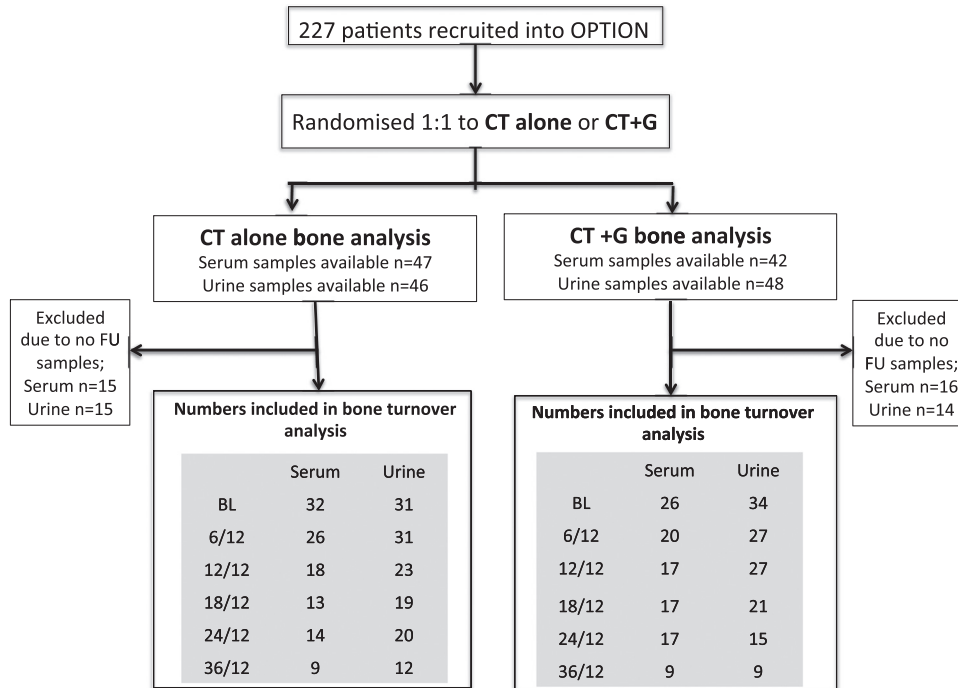 227 patients recruited into OPTION
Randomised 1:1 to CT alone or CT+G
CT alone bone analysis
Serum samples available n=47
Urine samples available n=46
CT +G bone analysis
Serum samples available n=42
Urine samples available n=48
Excluded
due to no FU
samples;
Serum n=15
Urine n=15
Excluded
due to no
FU samples;
Serum n=16
Urine n=14
Numbers included in bone turnover
analysis
Serum Urine
BL 32 31
6/12 26 31
12/12 18 23
18/12 13 19
24/12 14 20
36/12 9 12
Numbers included in bone turnover
analysis
Serum Urine
BL 26 34
6/12 20 27
12/12 17 27
18/12 17 21
24/12 17 15
36/12 9 9